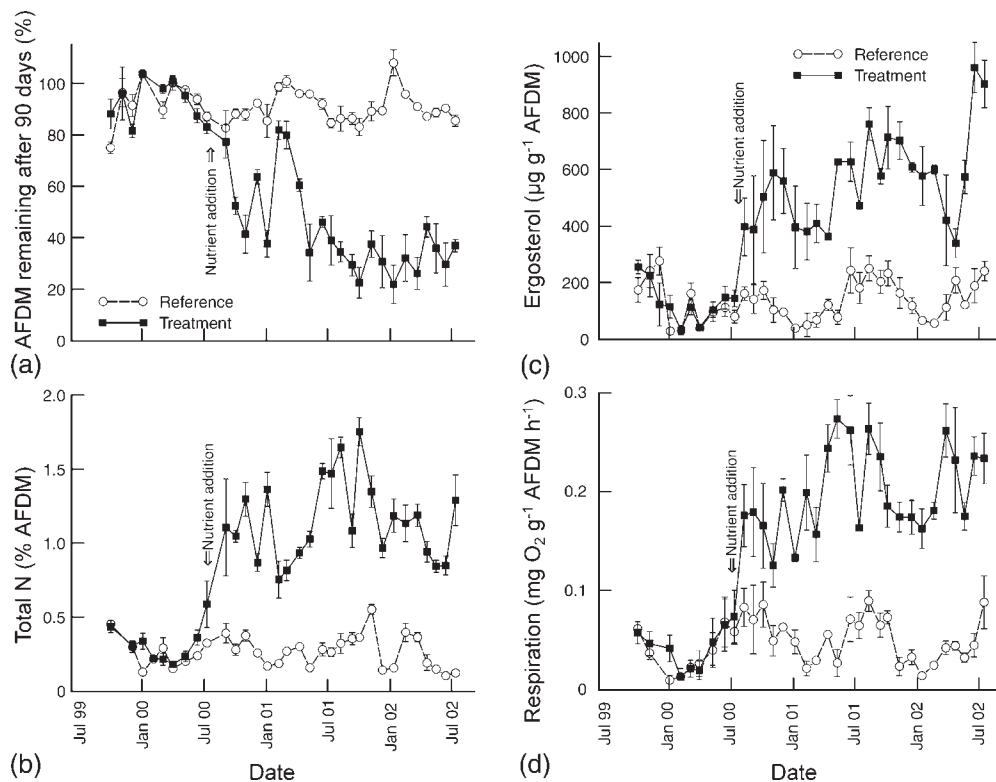 (a)
AFDM remaining after 90 days (%)
100
80
60
40
20
0
Nutrient addition
Reference
Treatment
(c)
Ergosterol (µg g⁻¹ AFDM)
1000
800
600
400
200
0
Reference
Treatment
Nutrient addition
(b)
Total N (% AFDM)
2.0
1.5
1.0
0.5
0
Nutrient addition
Jul 99
Jan 00
Jul 00
Jan 01
Jul 01
Jan 02
Jul 02
Date
(d)
Respiration (mg O₂ g⁻¹ AFDM h⁻¹)
0.3
0.2
0.1
0
Nutrient addition
Jul 99
Jan 00
Jul 00
Jan 01
Jul 01
Jan 02
Jul 02
Date